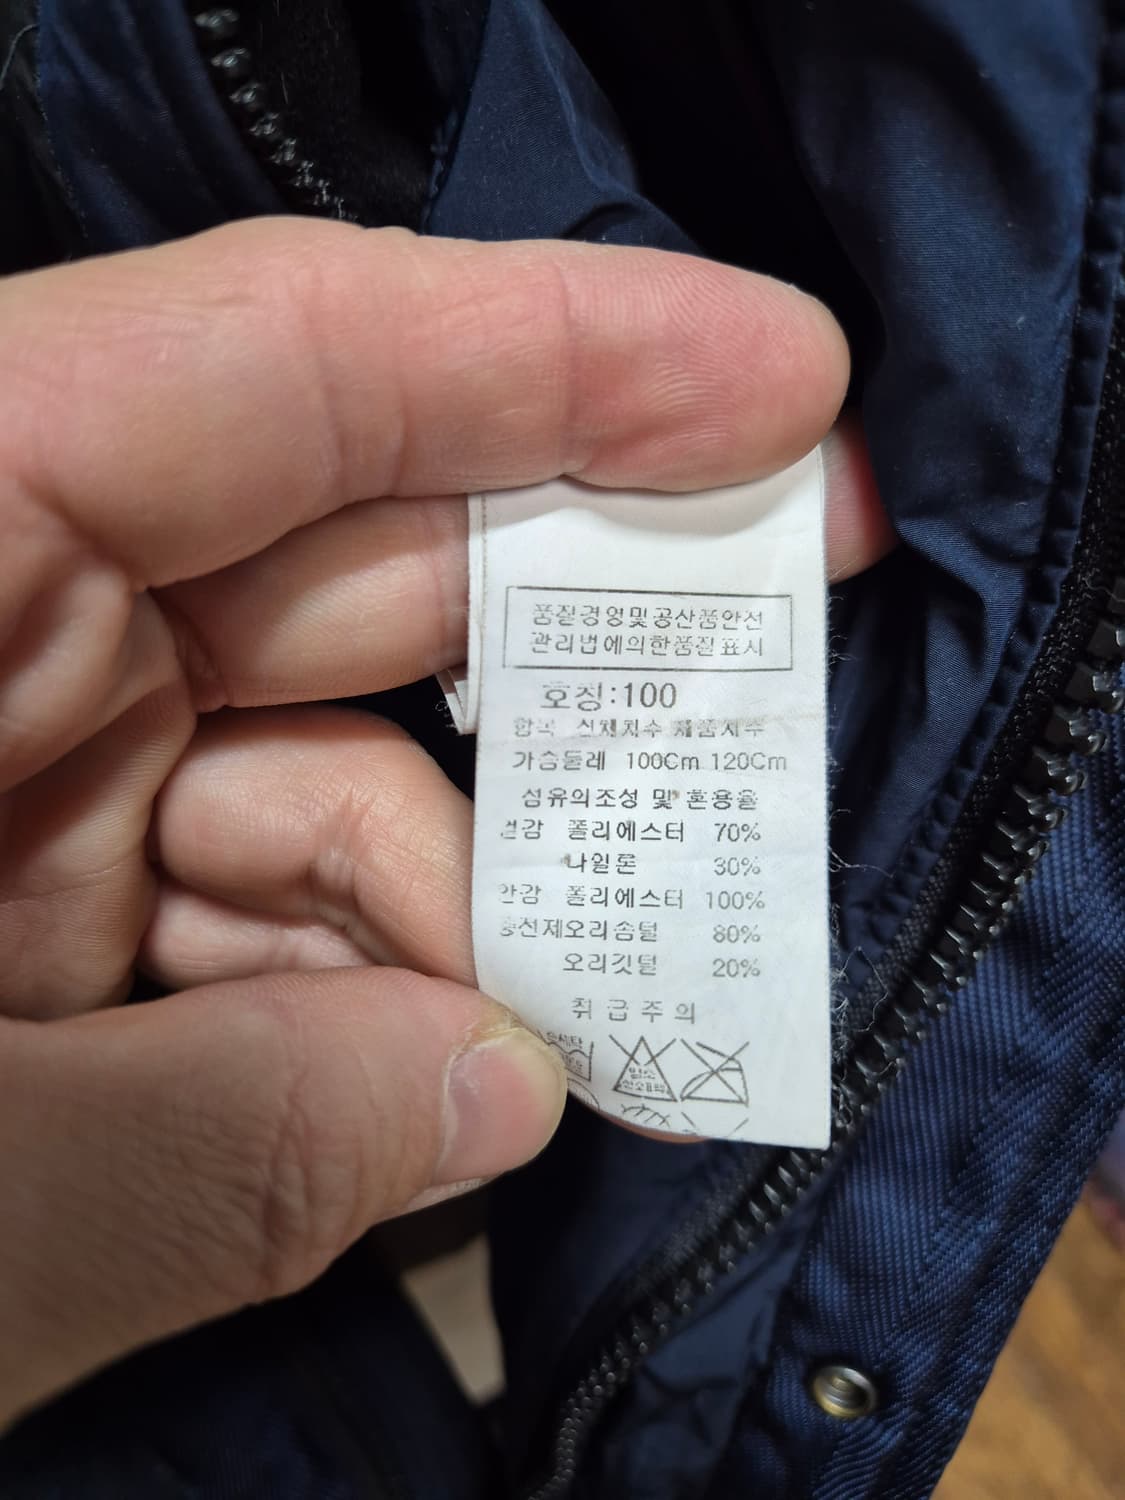 품질경영및공산품안전
관리법에의한품질표시
호칭:100
항목 신체치수 제품치수
가슴둘레 100Cm 120Cm
섬유의조성 및 혼용율
겉감 폴리에스터 70%
나일론 30%
안감 폴리에스터 100%
충전제오리솜털 80%
오리깃털 20%
취급주의